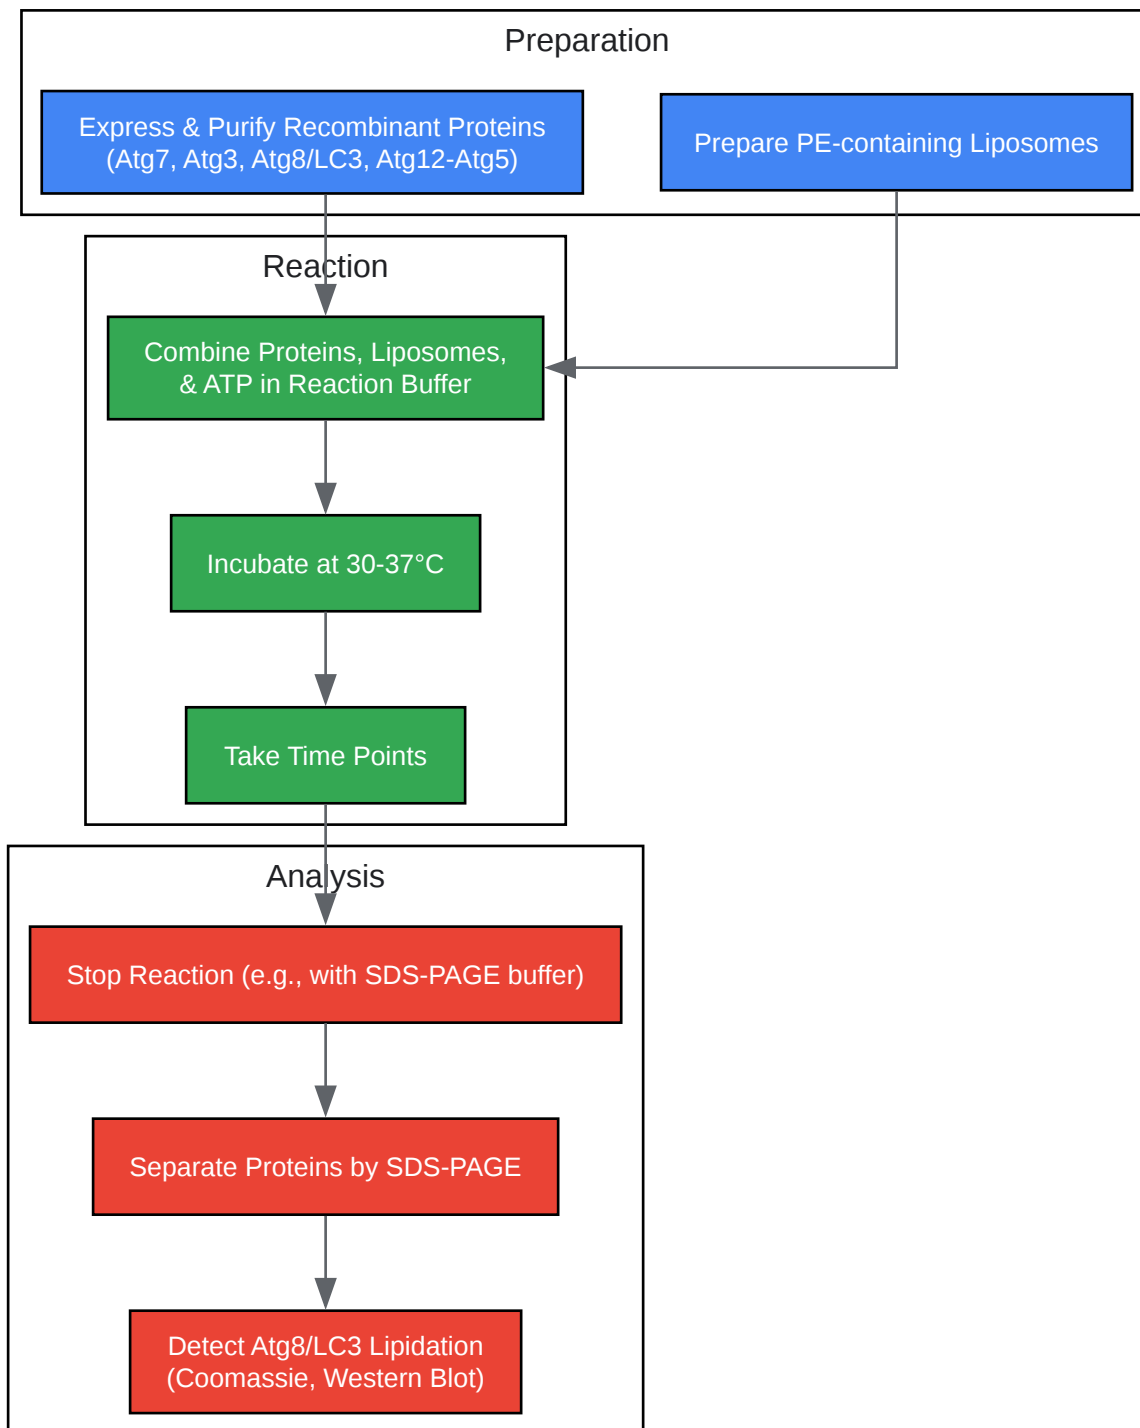 Preparation
Express & Purify Recombinant Proteins
(Atg7, Atg3, Atg8/LC3, Atg12-Atg5)
Prepare PE-containing Liposomes
Reaction
Combine Proteins, Liposomes,
& ATP in Reaction Buffer
Incubate at 30-37°C
Take Time Points
Analysis
Stop Reaction (e.g., with SDS-PAGE buffer)
Separate Proteins by SDS-PAGE
Detect Atg8/LC3 Lipidation
(Coomassie, Western Blot)